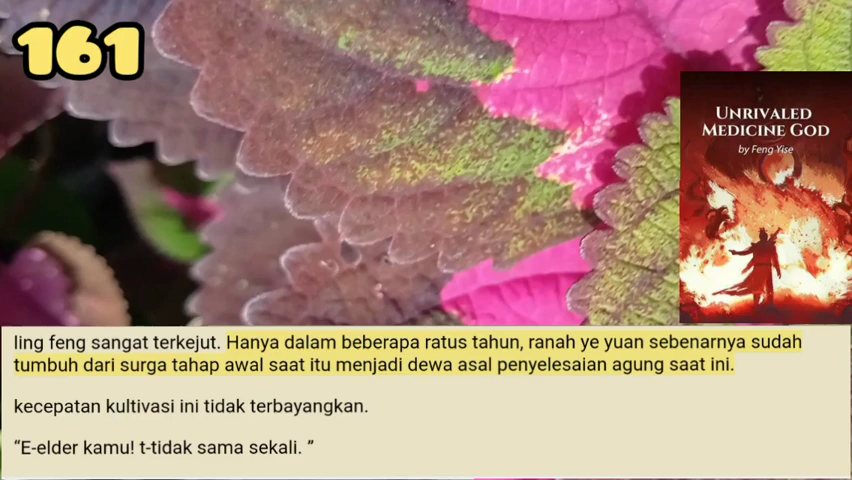 161
UNRIVALED
MEDICINE GOD
by Feng Yise
ling feng sangat terkejut. Hanya dalam beberapa ratus tahun, ranah ye yuan sebenarnya sudah
tumbuh dari surga tahap awal saat itu menjadi dewa asal penyelesaian agung saat ini.
kecepatan kultivasi ini tidak terbayangkan.
“E-elder kamu! t-tidak sama sekali. ”